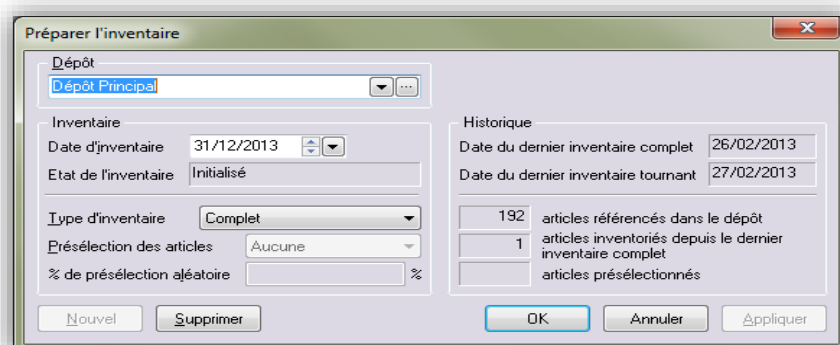 Préparer l'inventaire
Dépôt
Dépôt Principal
Inventaire
Date d'inventaire 31/12/2013
Etat de l'inventaire Initialisé
Type d'inventaire Complet
Présélection des articles Aucune
% de présélection aléatoire %
Historique
Date du dernier inventaire complet 26/02/2013
Date du dernier inventaire tournant 27/02/2013
192 articles référencés dans le dépôt
1 articles inventoriés depuis le dernier
inventaire complet
articles présélectionnés
Nouvel Supprimer OK Annuler Appliquer